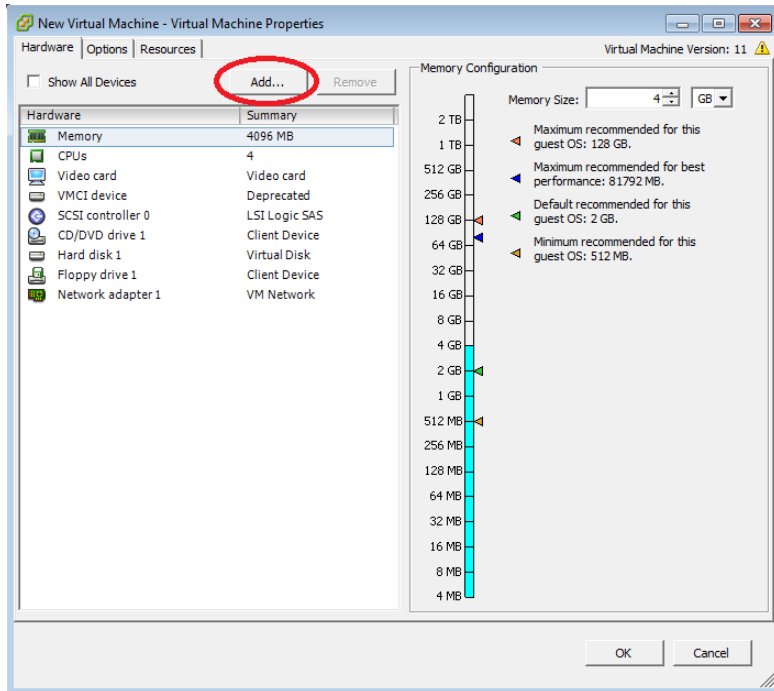 New Virtual Machine - Virtual Machine Properties
Hardware Options Resources
Virtual Machine Version: 11
Show All Devices
Add...
Remove
Hardware Summary
Memory 4096 MB
CPUs 4
Video card Video card
VMCI device Deprecated
SCSI controller 0 LSI Logic SAS
CD/DVD drive 1 Client Device
Hard disk 1 Virtual Disk
Floppy drive 1 Client Device
Network adapter 1 VM Network
Memory Configuration
Memory Size: 4 GB
2 TB
1 TB
512 GB
256 GB
128 GB
64 GB
32 GB
16 GB
8 GB
4 GB
2 GB
1 GB
512 MB
256 MB
128 MB
64 MB
32 MB
16 MB
8 MB
4 MB
Maximum recommended for this
guest OS: 128 GB.
Maximum recommended for best
performance: 81792 MB.
Default recommended for this
guest OS: 2 GB.
Minimum recommended for this
guest OS: 512 MB.
OK
Cancel